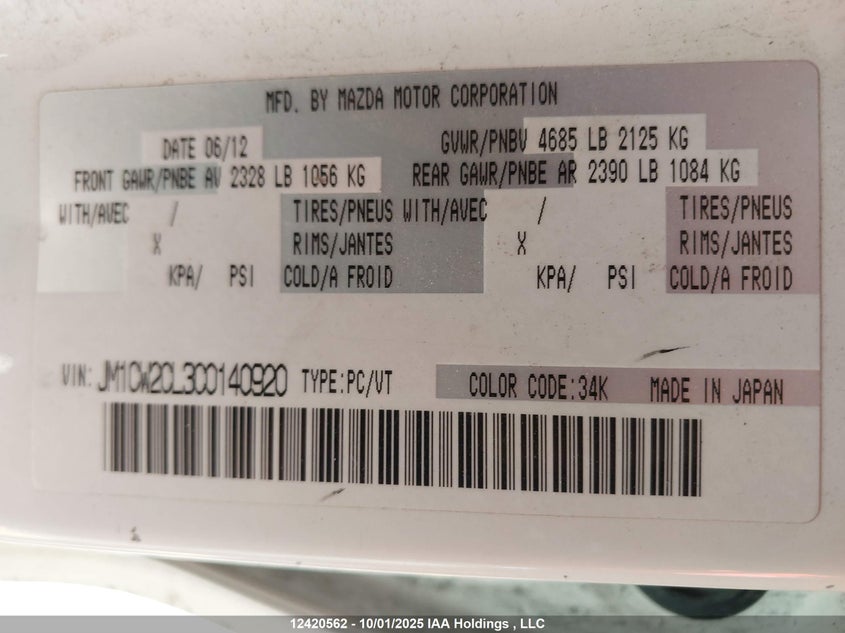 MFD. BY MAZDA MOTOR CORPORATION
DATE 06/12 GVWR/PNBV 4685 LB 2125 KG
FRONT GAWR/PNBE AV 2328 LB 1056 KG REAR GAWR/PNBE AR 2390 LB 1084 KG
WITH/AVEC / TIRES/PNEUS WITH/AVEC / TIRES/PNEUS
X RIMS/JANTES X RIMS/JANTES
KPA/ PSI COLD/A FROID KPA/ PSI COLD/A FROID
VIN: JM1CW2CL3C0140920 TYPE:PC/VT COLOR CODE:34K MADE IN JAPAN
12420562 - 10/01/2025 IAA Holdings , LLC